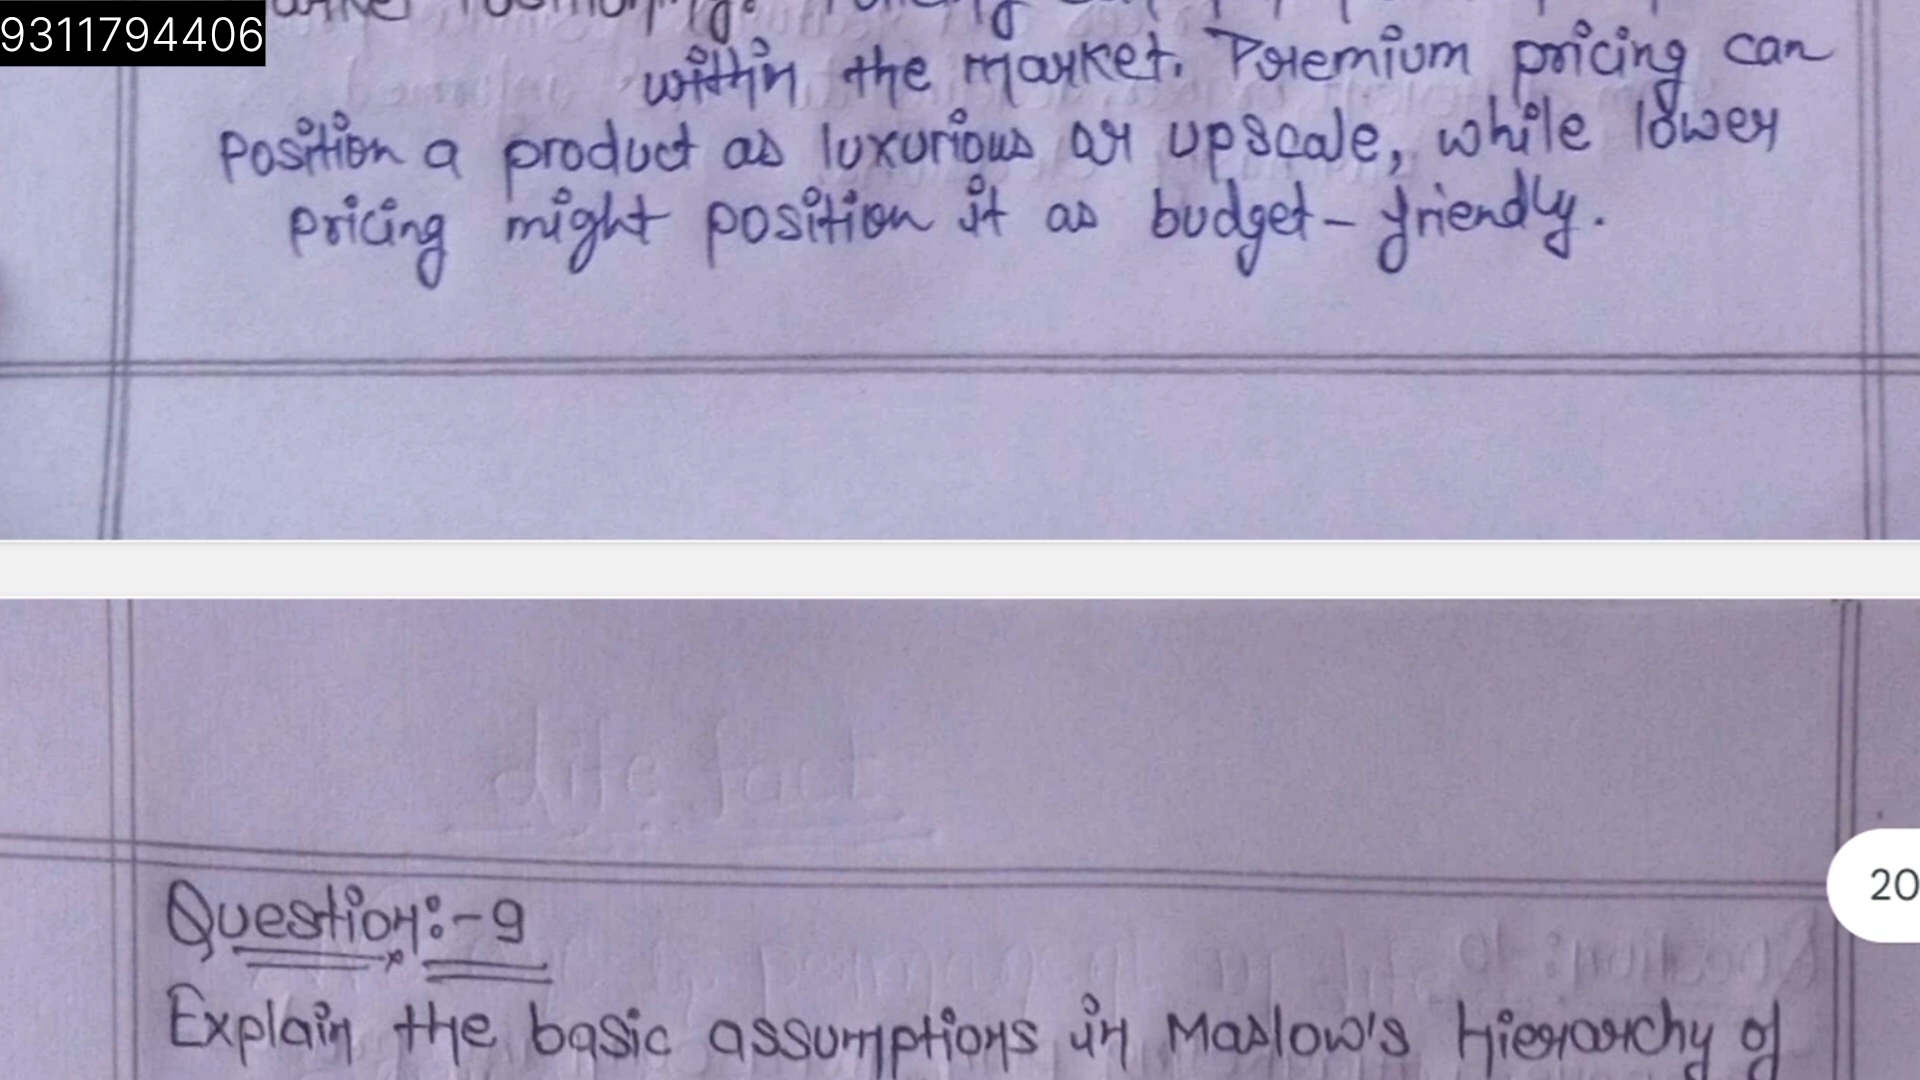 9311794406
within the market. Premium pricing can
position a product as luxurious or upscale, while lower
pricing might position it as budget- friendly.
20
Question:-9
Explain the basic assumptions in Maslow's Hierarchy of